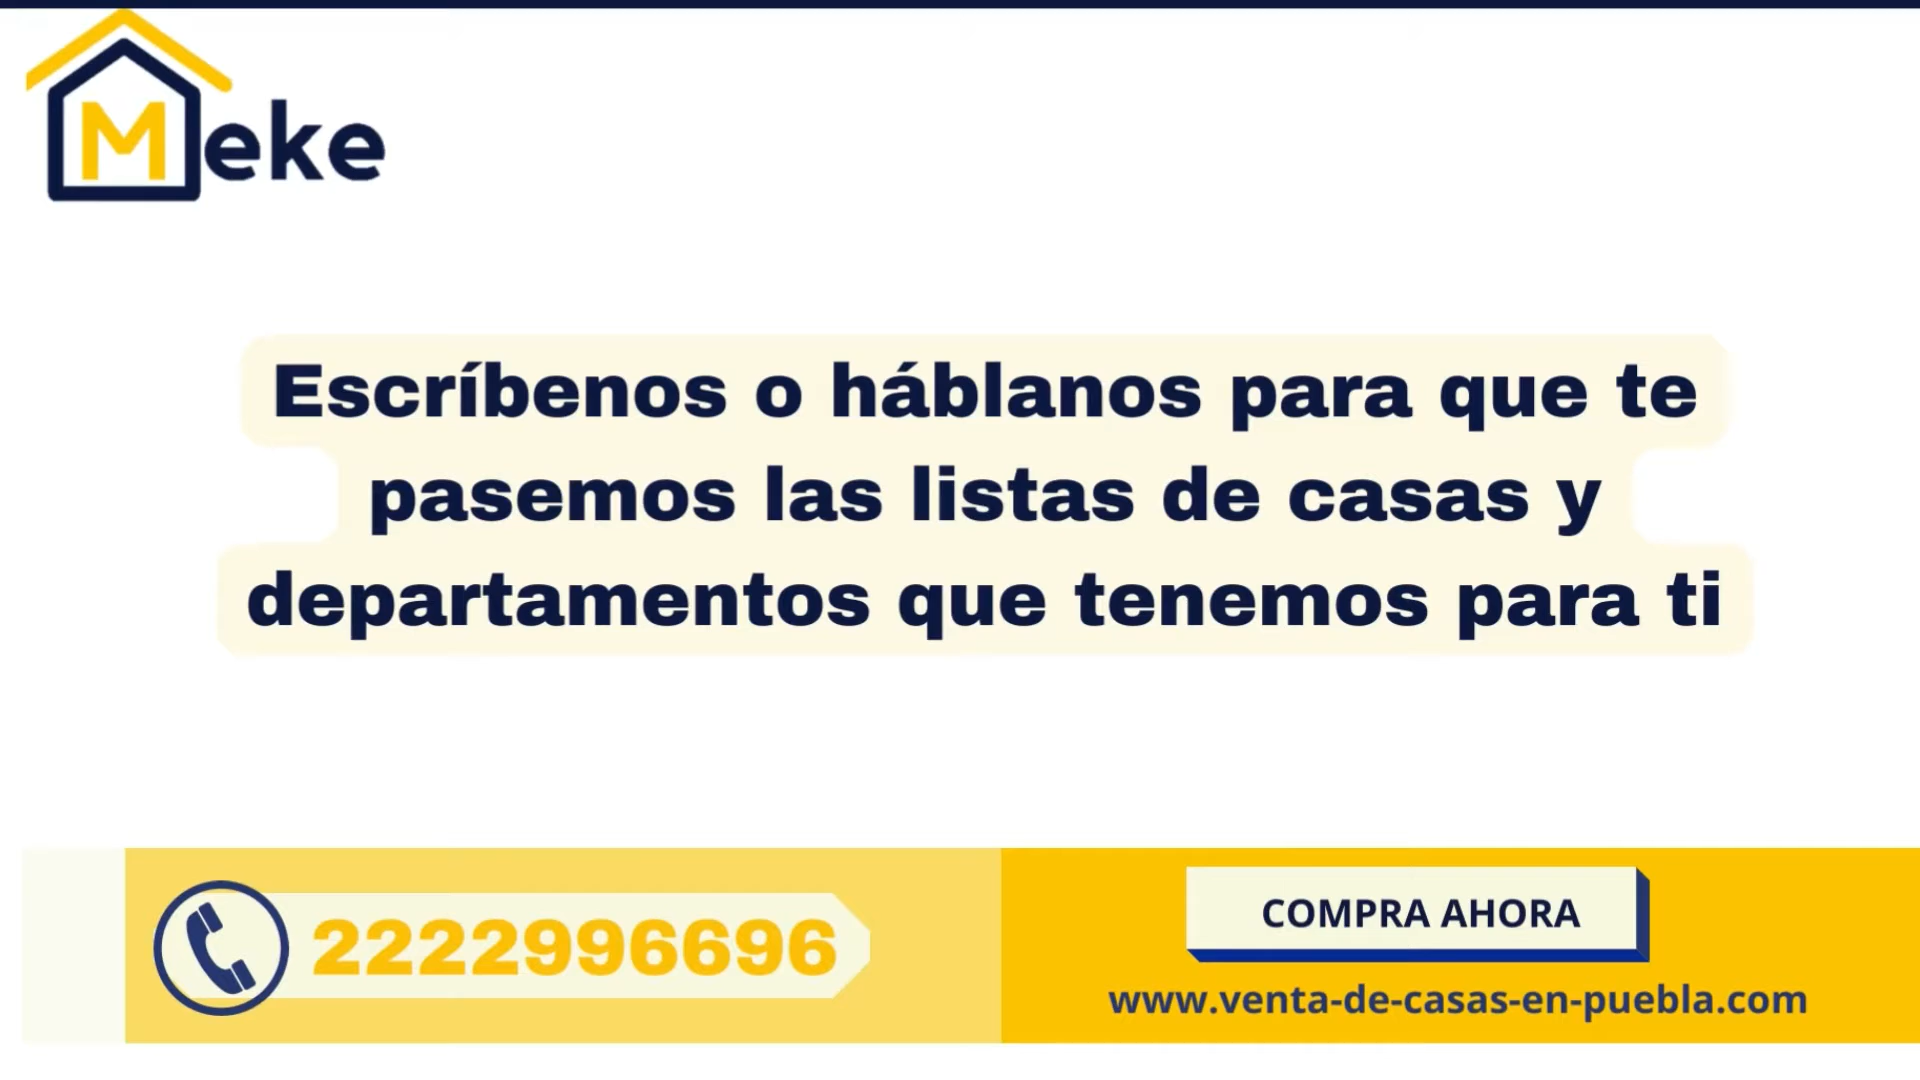 Meke
Escríbenos o háblanos para que te
pasemos las listas de casas y
departamentos que tenemos para ti
2222996696
COMPRA AHORA
www.venta-de-casas-en-puebla.com